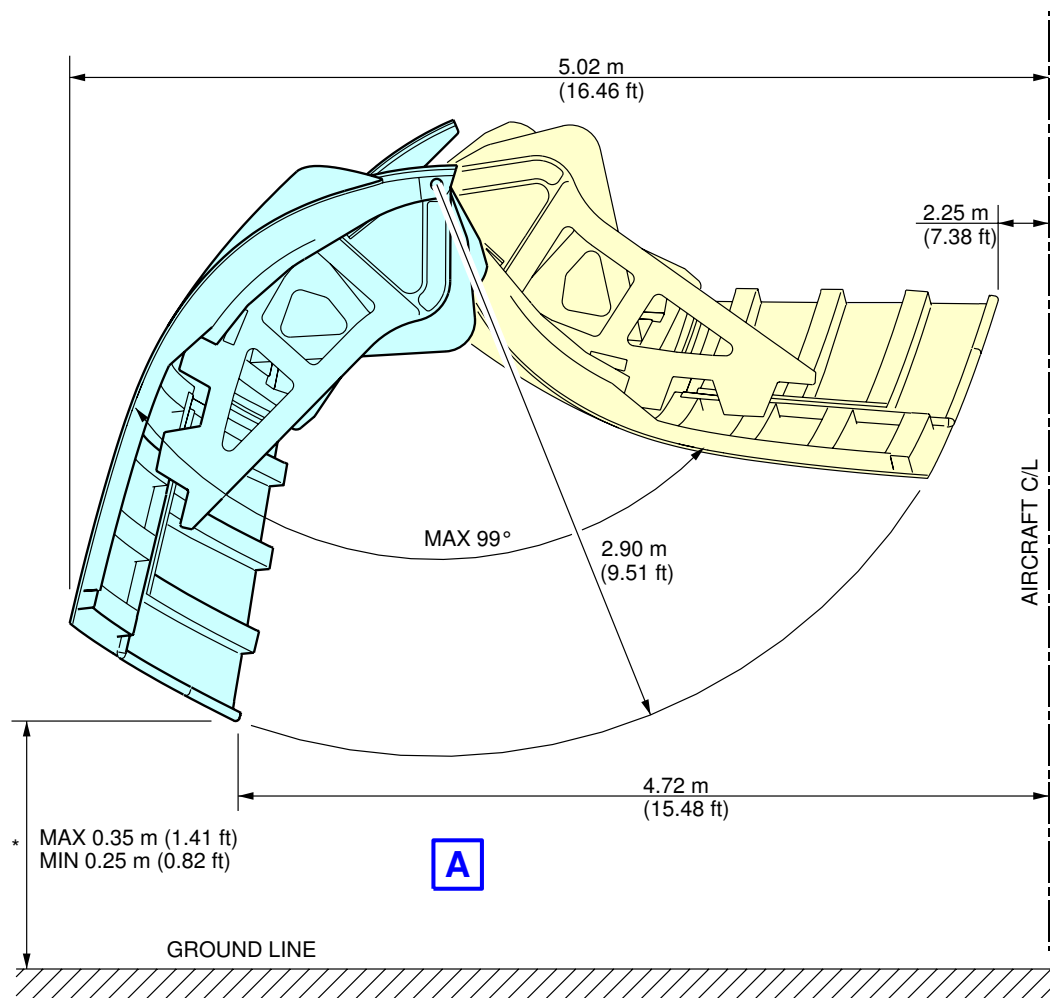 5.02 m
(16.46 ft)
2.25 m
(7.38 ft)
MAX 99°
2.90 m
(9.51 ft)
AIRCRAFT C/L
4.72 m
(15.48 ft)
* MAX 0.35 m (1.41 ft)
MIN 0.25 m (0.82 ft)
A
GROUND LINE